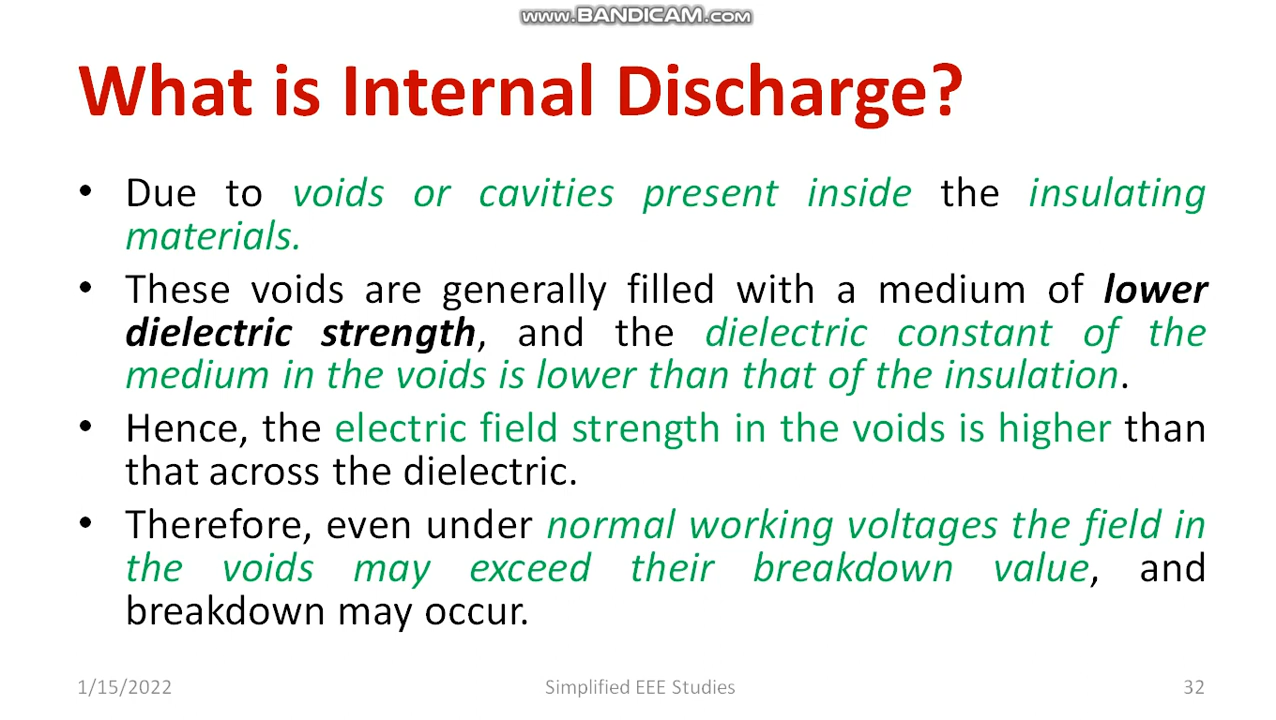 www.BANDICAM.com
What is Internal Discharge?
• Due to voids or cavities present inside the insulating
materials.
• These voids are generally filled with a medium of lower
dielectric strength, and the dielectric constant of the
medium in the voids is lower than that of the insulation.
• Hence, the electric field strength in the voids is higher than
that across the dielectric.
• Therefore, even under normal working voltages the field in
the voids may exceed their breakdown value, and
breakdown may occur.
1/15/2022 Simplified EEE Studies 32